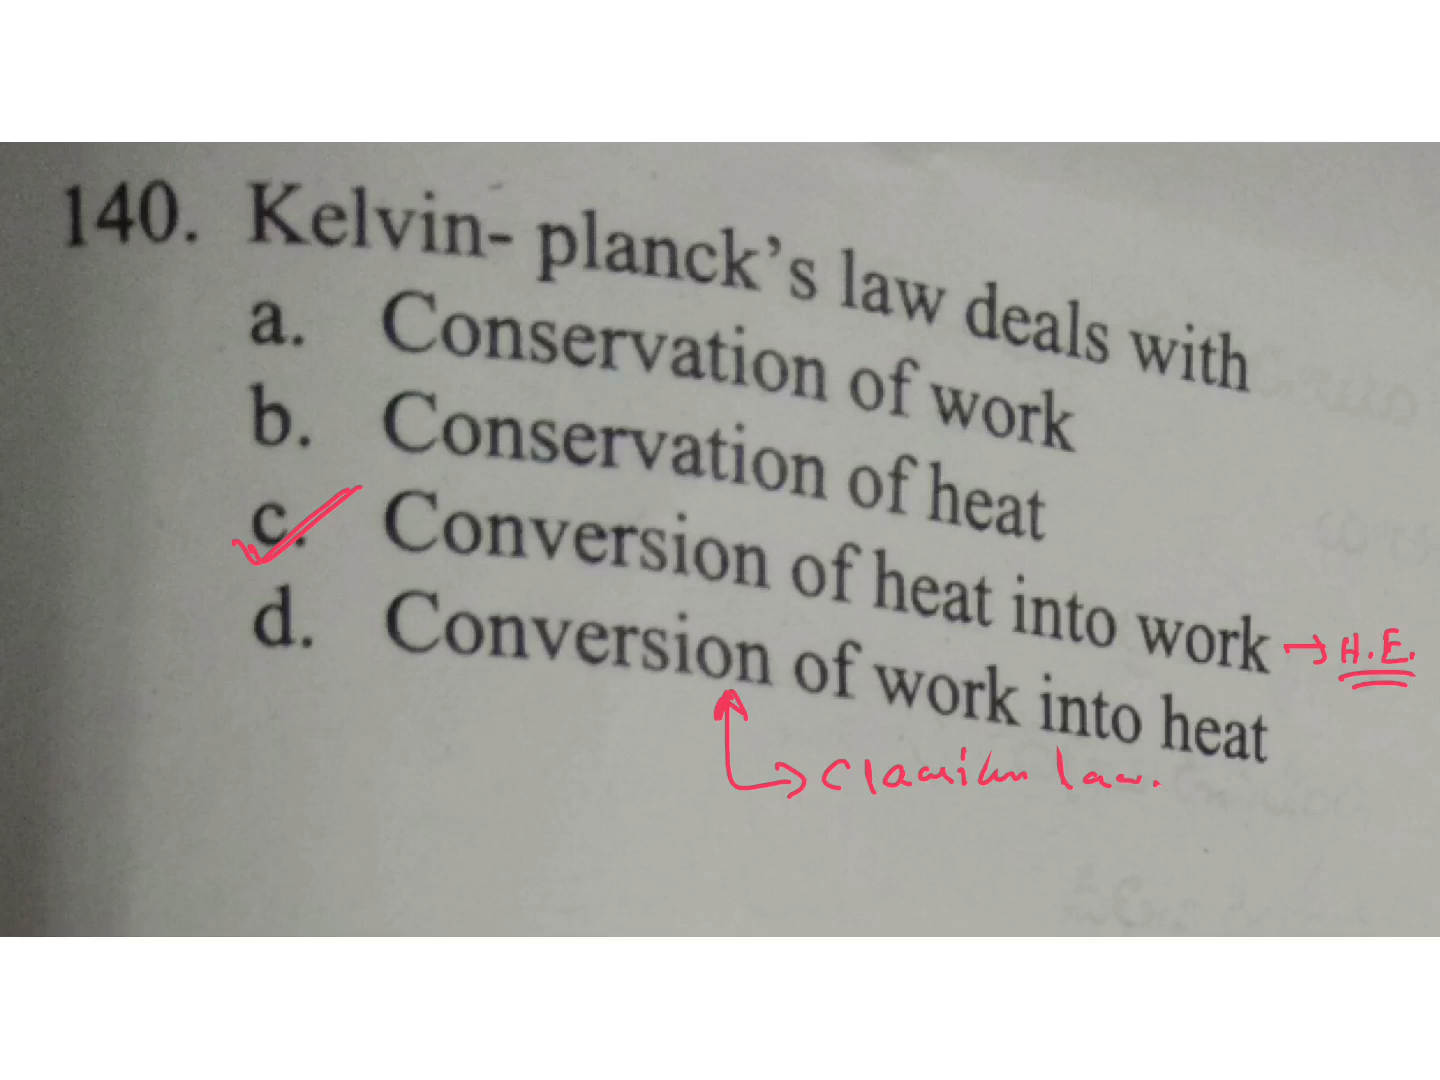 140. Kelvin- planck's law deals with
a. Conservation of work
b. Conservation of heat
c. Conversion of heat into work → H.E.
d. Conversion of work into heat
law.